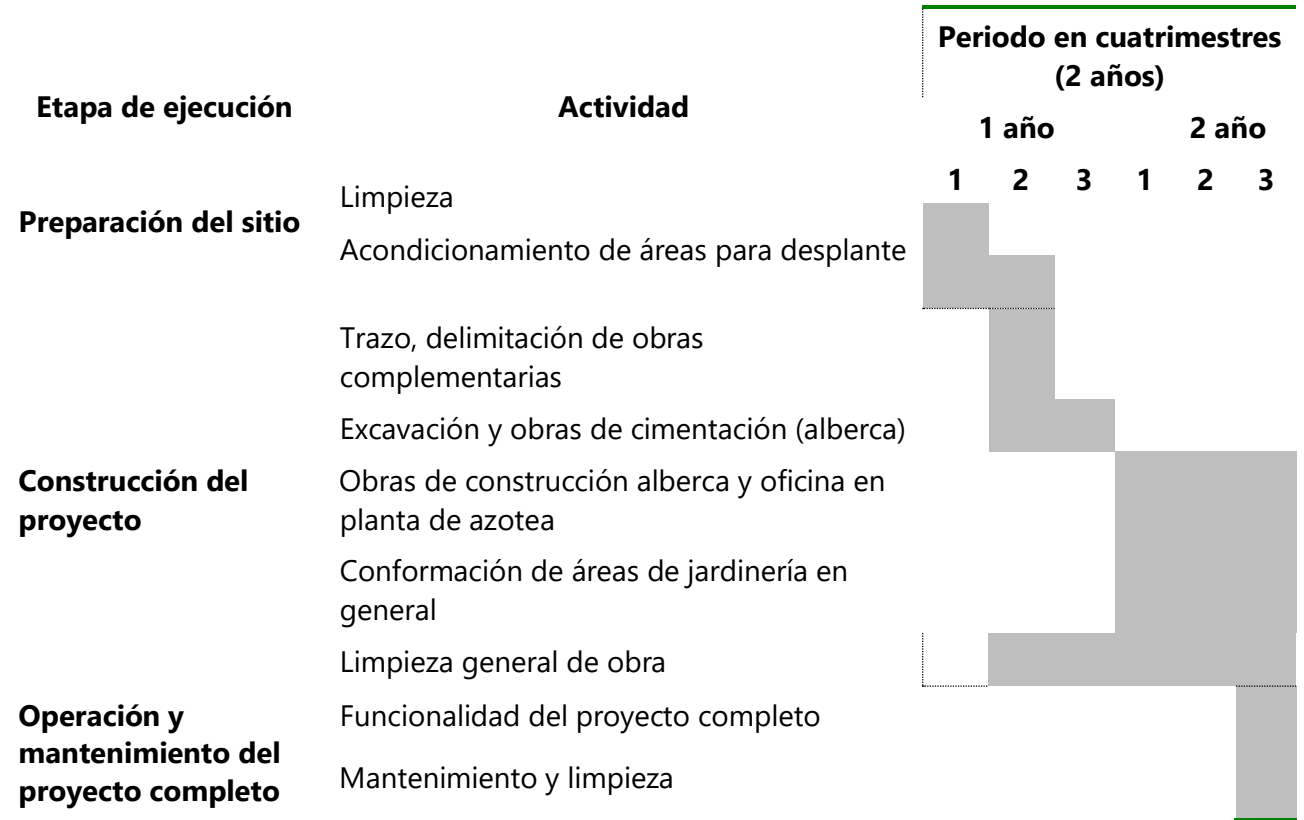 Periodo en cuatrimestres
(2 años)
Etapa de ejecución
Actividad
1 año
2 año
1 2 3 1 2 3
Preparación del sitio
Limpieza
Acondicionamiento de áreas para desplante
Trazo, delimitación de obras
complementarias
Excavación y obras de cimentación (alberca)
Construcción del
proyecto
Obras de construcción alberca y oficina en
planta de azotea
Conformación de áreas de jardinería en
general
Limpieza general de obra
Operación y
mantenimiento del
proyecto completo
Funcionalidad del proyecto completo
Mantenimiento y limpieza